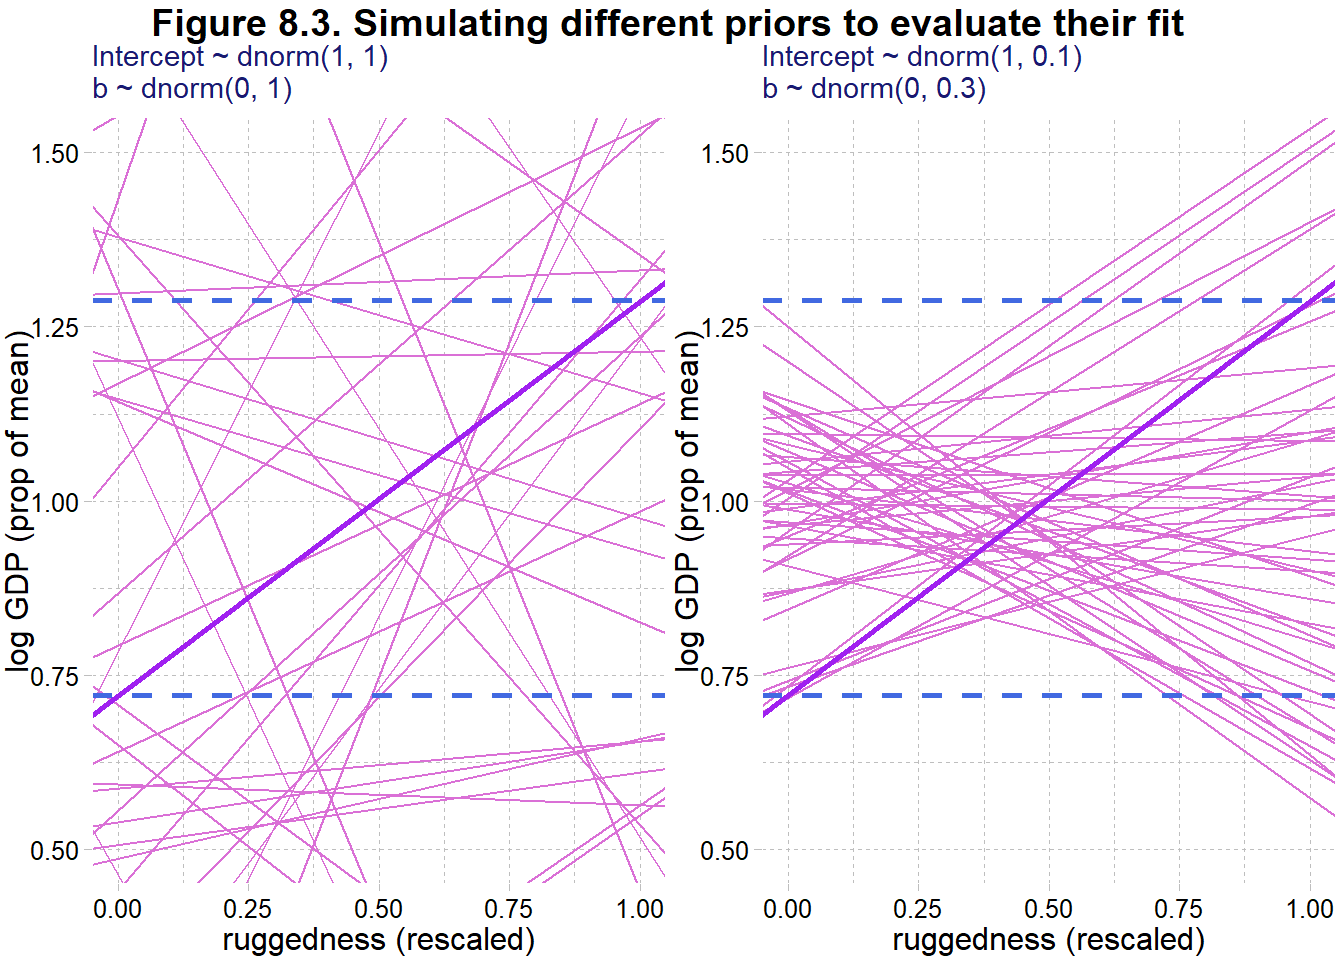 Figure 8.3. Simulating different priors to evaluate their fit
Intercept ~ dnorm(1, 1)
b ~ dnorm(0, 1)
log GDP (prop of mean)
1.50
1.25
1.00
0.75
0.50
0.00 0.25 0.50 0.75 1.00
ruggedness (rescaled)
Intercept ~ dnorm(1, 0.1)
b ~ dnorm(0, 0.3)
log GDP (prop of mean)
1.50
1.25
1.00
0.75
0.50
0.00 0.25 0.50 0.75 1.00
ruggedness (rescaled)